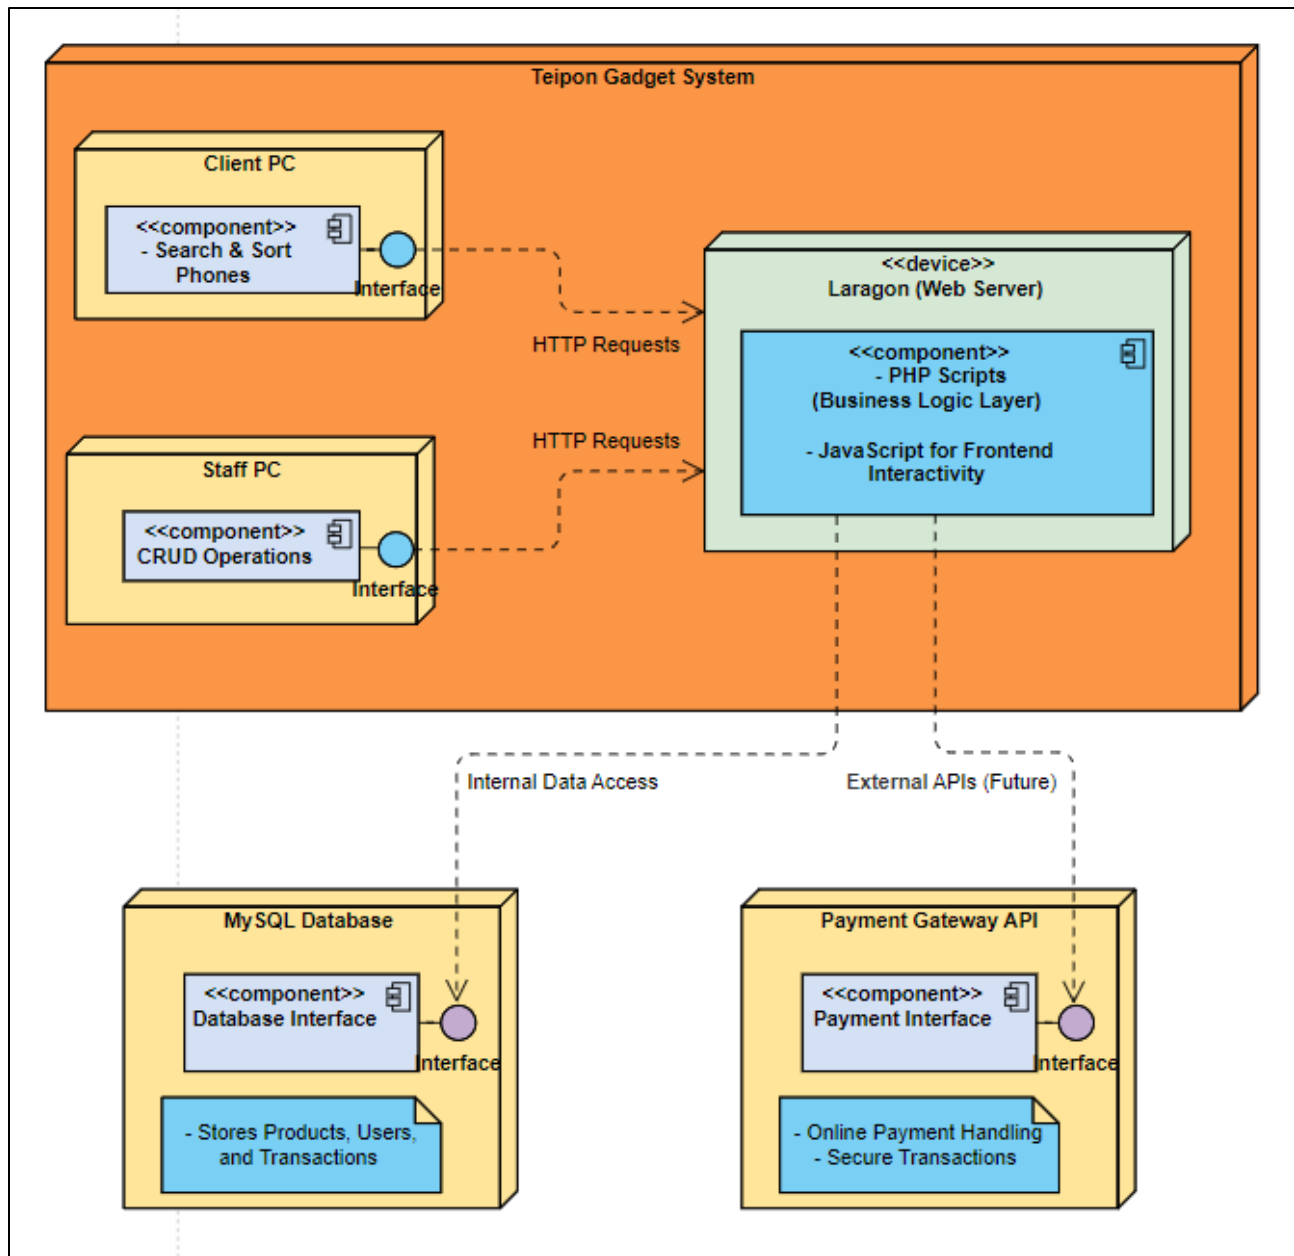 Teipon Gadget System
Client PC
<<component>>
- Search & Sort
Phones
Interface
HTTP Requests
<<device>>
Laragon (Web Server)
<<component>>
- PHP Scripts
(Business Logic Layer)
- JavaScript for Frontend
Interactivity
HTTP Requests
Staff PC
<<component>>
CRUD Operations
Interface
Internal Data Access
External APIs (Future)
MySQL Database
<<component>>
Database Interface
Interface
- Stores Products, Users,
and Transactions
Payment Gateway API
<<component>>
Payment Interface
Interface
- Online Payment Handling
- Secure Transactions